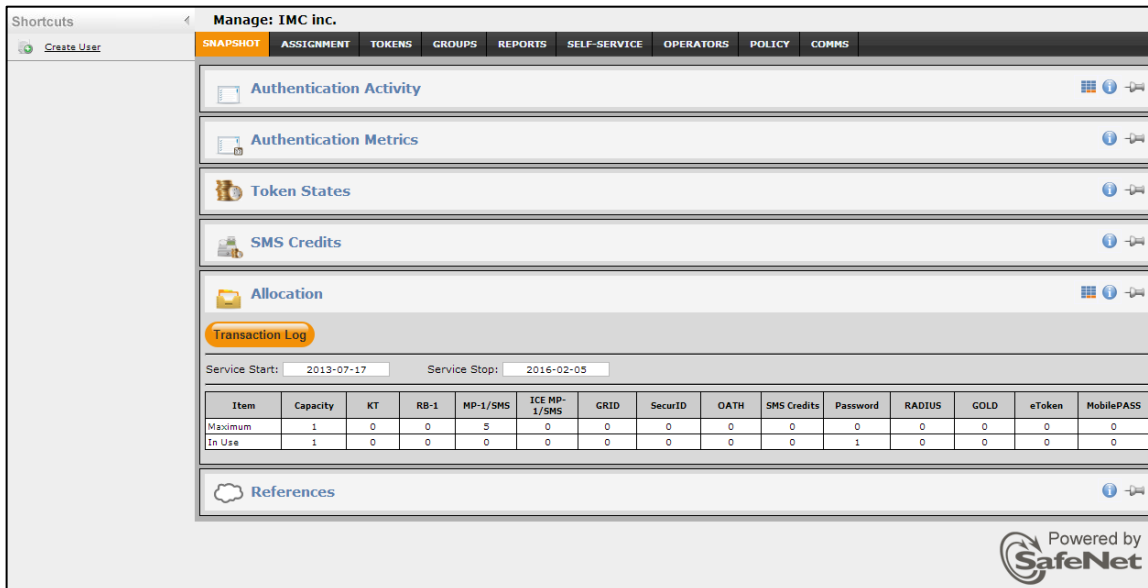 Shortcuts
Create User
Manage: IMC inc.
SNAPSHOT ASSIGNMENT TOKENS GROUPS REPORTS SELF-SERVICE OPERATORS POLICY COMMS
Authentication Activity
Authentication Metrics
Token States
SMS Credits
Allocation
Transaction Log
Service Start: 2013-07-17 Service Stop: 2016-02-05
Item Capacity KT RB-1 MP-1/SMS ICE MP-1/SMS GRID SecurID OATH SMS Credits Password RADIUS GOLD eToken MobilePASS
Maximum 1 0 0 5 0 0 0 0 0 0 0 0 0 0
In Use 1 0 0 0 0 0 0 0 0 1 0 0 0 0
References
Powered by
SafeNet